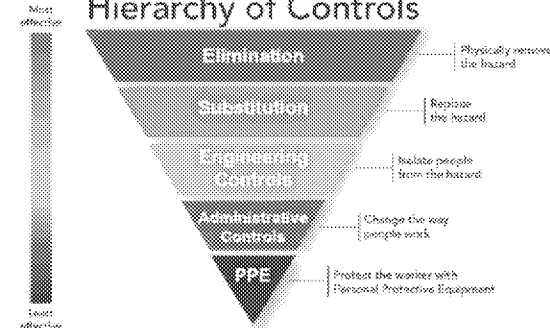 Hierarchy of Controls
Most
effective
Elimination
Physically remove
the hazard
Substitution
Replace
the hazard
Engineering
Controls
Isolate people
from the hazard
Administrative
Controls
Change the way
people work
PPE
Protect the worker with
Personal Protective Equipment
Least
effective